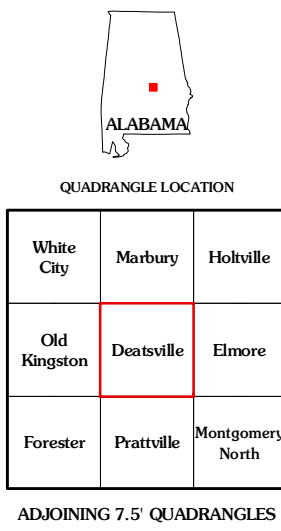 ALABAMA
QUADRANGLE LOCATION
White
City
Marbury
Holtville
Old
Kingston
Deatsville
Elmore
Forester
Prattville
Montgomery
North
ADJOINING 7.5' QUADRANGLES